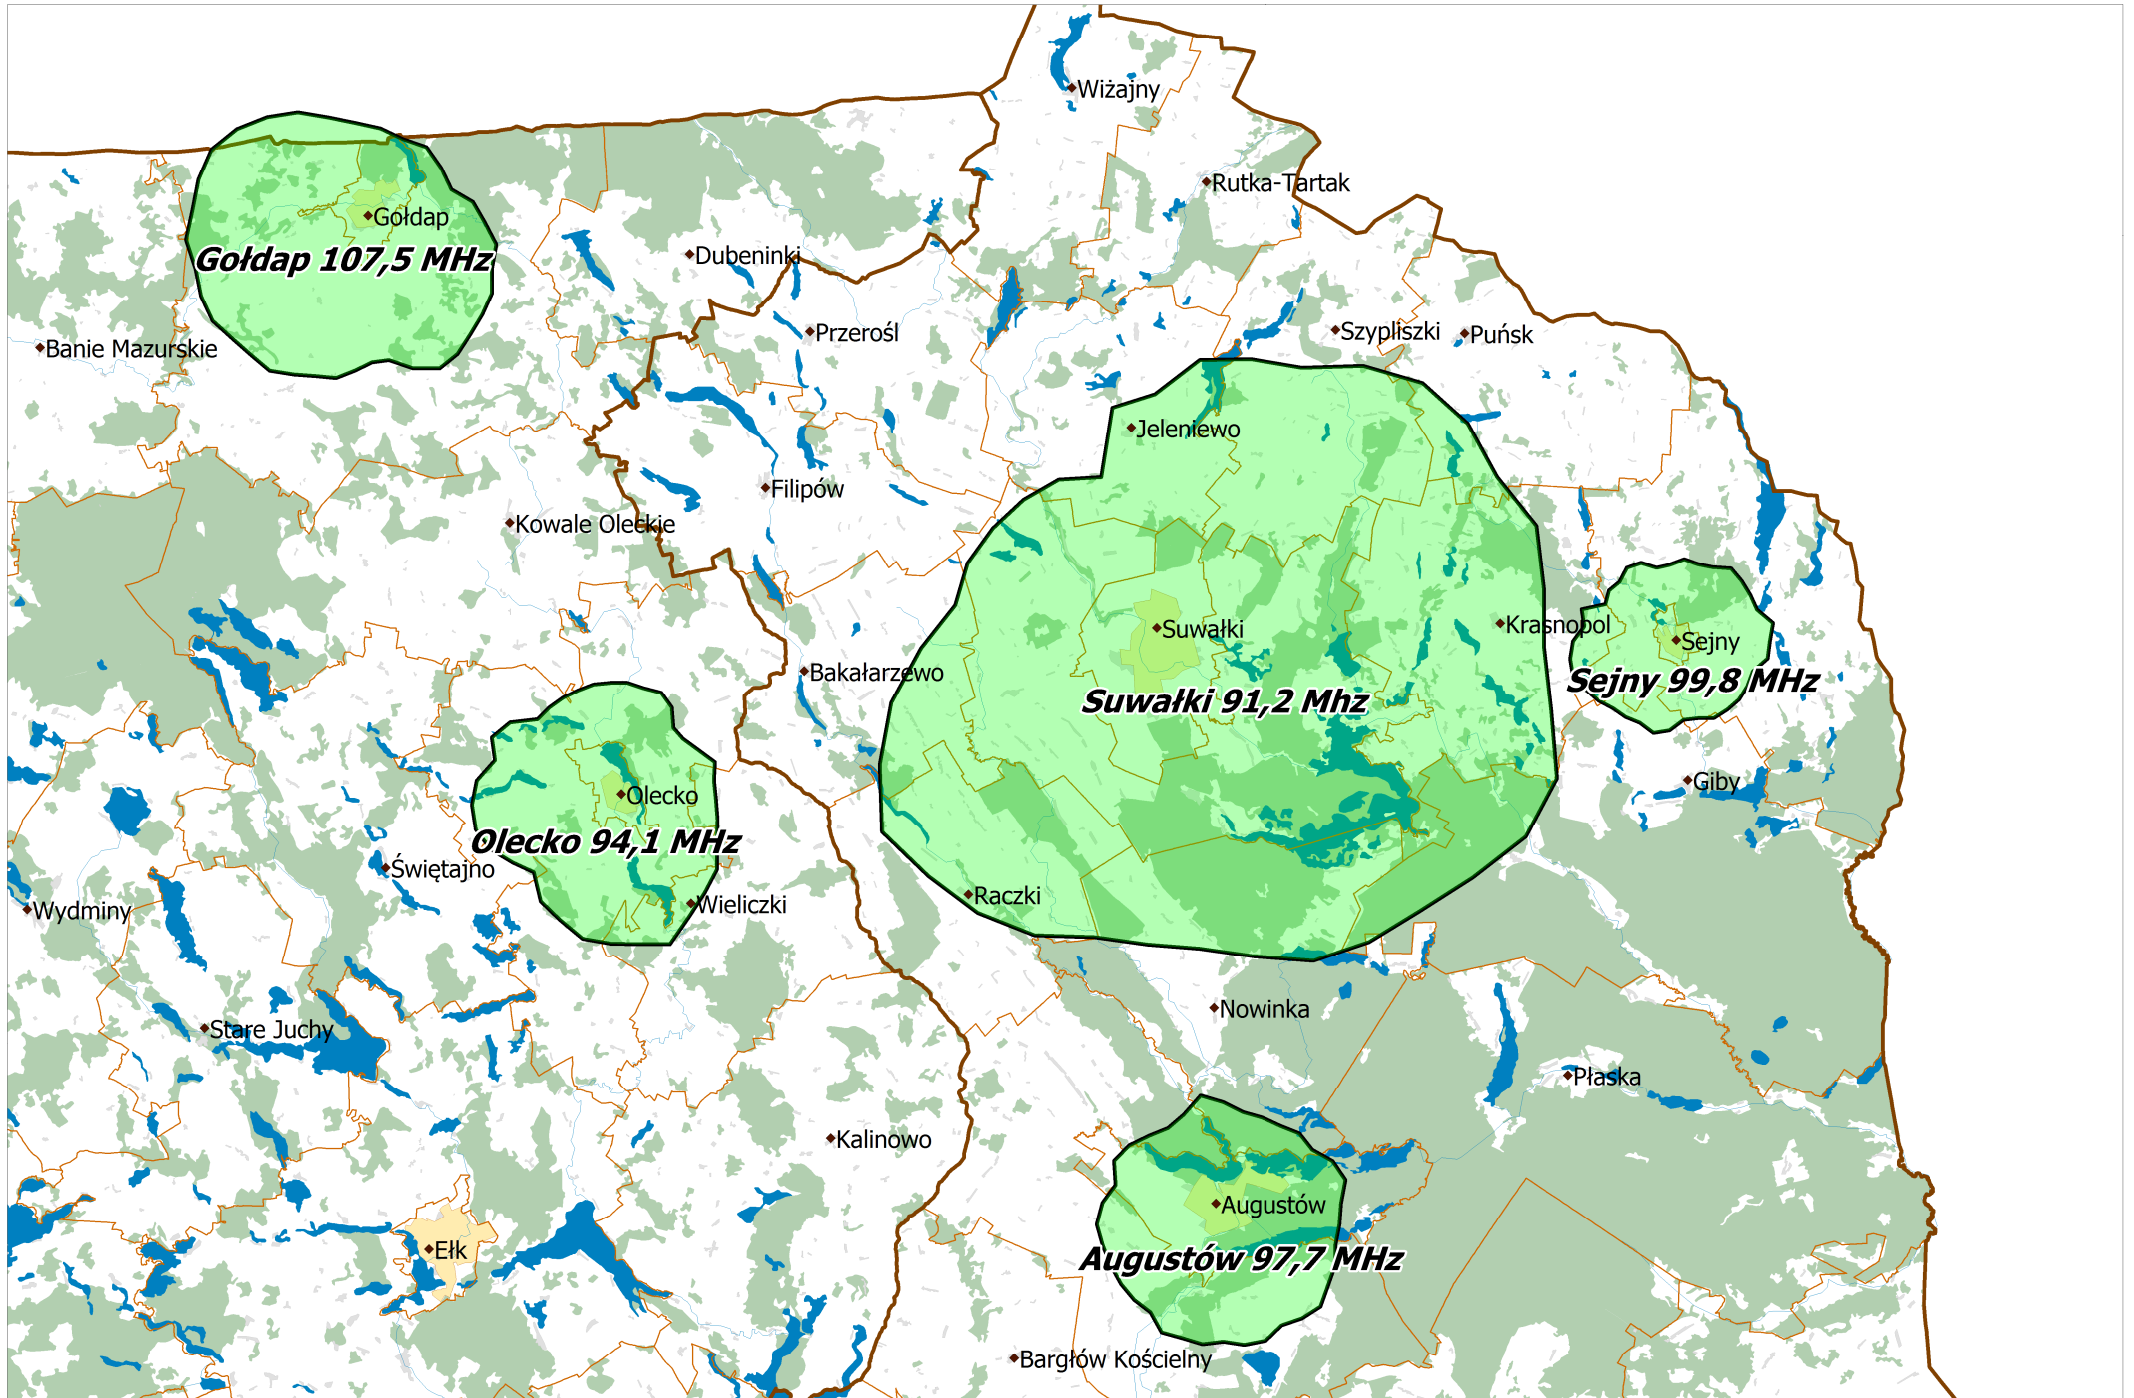 Wiżajny
Rutka-Tartak
Gołdap
Gołdap 107,5 MHz
Dubeninki
Przerośl
Szypliszki
Puńsk
Banie Mazurskie
Jeleniewo
Filipów
Kowale Oleckie
Suwałki
Krasnopol
Sejny
Bakałarzewo
Sejny 99,8 MHz
Suwałki 91,2 Mhz
Giby
Olecko
Olecko 94,1 MHz
Świętajno
Raczki
Wieliczki
Wydminy
Nowinka
Stare Juchy
Płaska
Kalinowo
Augustów
Ełk
Augustów 97,7 MHz
Bargłów Kościelny